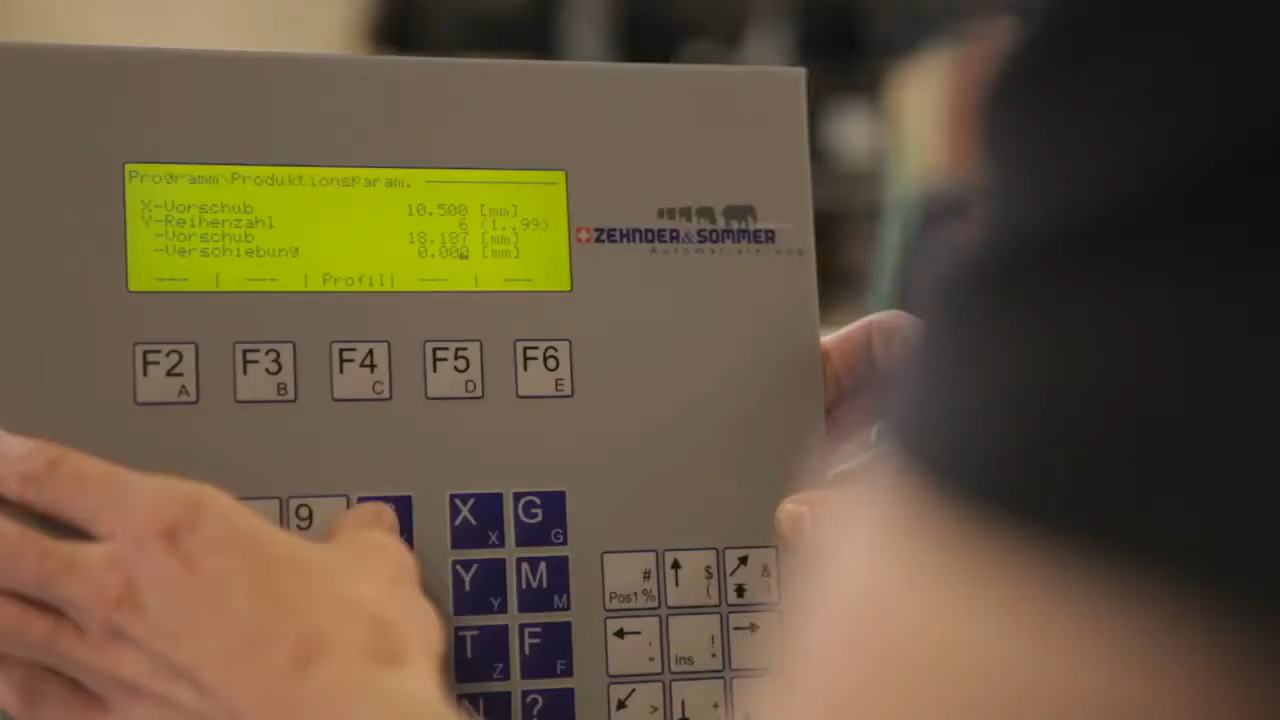 Programm\ProduktionsParam.
X-Vorschub 10.500 [mm]
Y-Reihenzahl 6 (1..99)
-Vorschub 18.187 [mm]
-Verschiebung 0.000 [mm]
---- | ---- | Profil| ---- | ----
ZEHNDER&SOMMER
Automatisierung
F2 A
F3 B
F4 C
F5 D
F6 E
9
X X
G G
Y Y
M M
T Z
F F
N
?
# Pos1 %
↑ $ (
↗ & )
← , "
! ins *
→
↙ >
↓ +